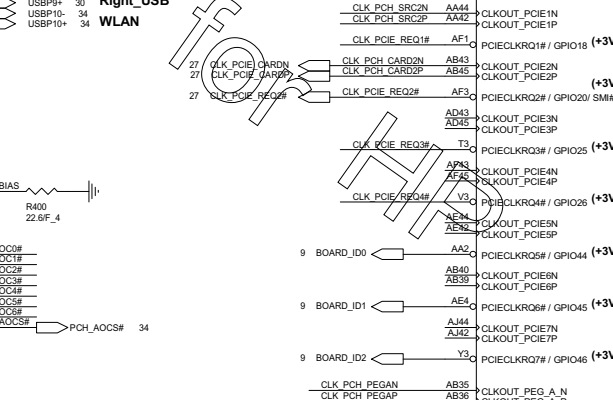 USBP9+ 30 Right_USB
USBP10- 34
USBP10+ 34 WLAN
BIAS
R400
22.6/F_4
OC0#
OC1#
OC2#
OC3#
OC4#
OC5#
OC6#
AOCS#
PCH_AOCS# 34
for HP
CLK_PCH_SRC2N AA44 CLKOUT_PCIE1N
CLK_PCH_SRC2P AA42 CLKOUT_PCIE1P
CLK_PCIE_REQ1# AF1 PCIECLKRQ1# / GPIO18 (+3V
27 CLK_PCIE_CARDN CLK_PCH_CARD2N AB43 CLKOUT_PCIE2N
27 CLK_PCIE_CARDP CLK_PCH_CARD2P AB45 CLKOUT_PCIE2P
(+3V
27 CLK_PCIE_REQ2# CLK_PCIE_REQ2# AF3 PCIECLKRQ2# / GPIO20/ SMI#
AD43 CLKOUT_PCIE3N
AD45 CLKOUT_PCIE3P
CLK_PCIE_REQ3# T3 PCIECLKRQ3# / GPIO25 (+3V
AF43 CLKOUT_PCIE4N
AF45 CLKOUT_PCIE4P
CLK_PCIE_REQ4# V3 PCIECLKRQ4# / GPIO26 (+3V
AE44 CLKOUT_PCIE5N
AE42 CLKOUT_PCIE5P
9 BOARD_ID0 AA2 PCIECLKRQ5# / GPIO44 (+3V
AB40 CLKOUT_PCIE6N
AB39 CLKOUT_PCIE6P
9 BOARD_ID1 AE4 PCIECLKRQ6# / GPIO45 (+3V
AJ44 CLKOUT_PCIE7N
AJ42 CLKOUT_PCIE7P
9 BOARD_ID2 Y3 PCIECLKRQ7# / GPIO46 (+3V
CLK_PCH_PEGAN AB35 CLKOUT_PEG_A_N
CLK_PCH_PEGAP AB36 CLKOUT_PEG_A_P